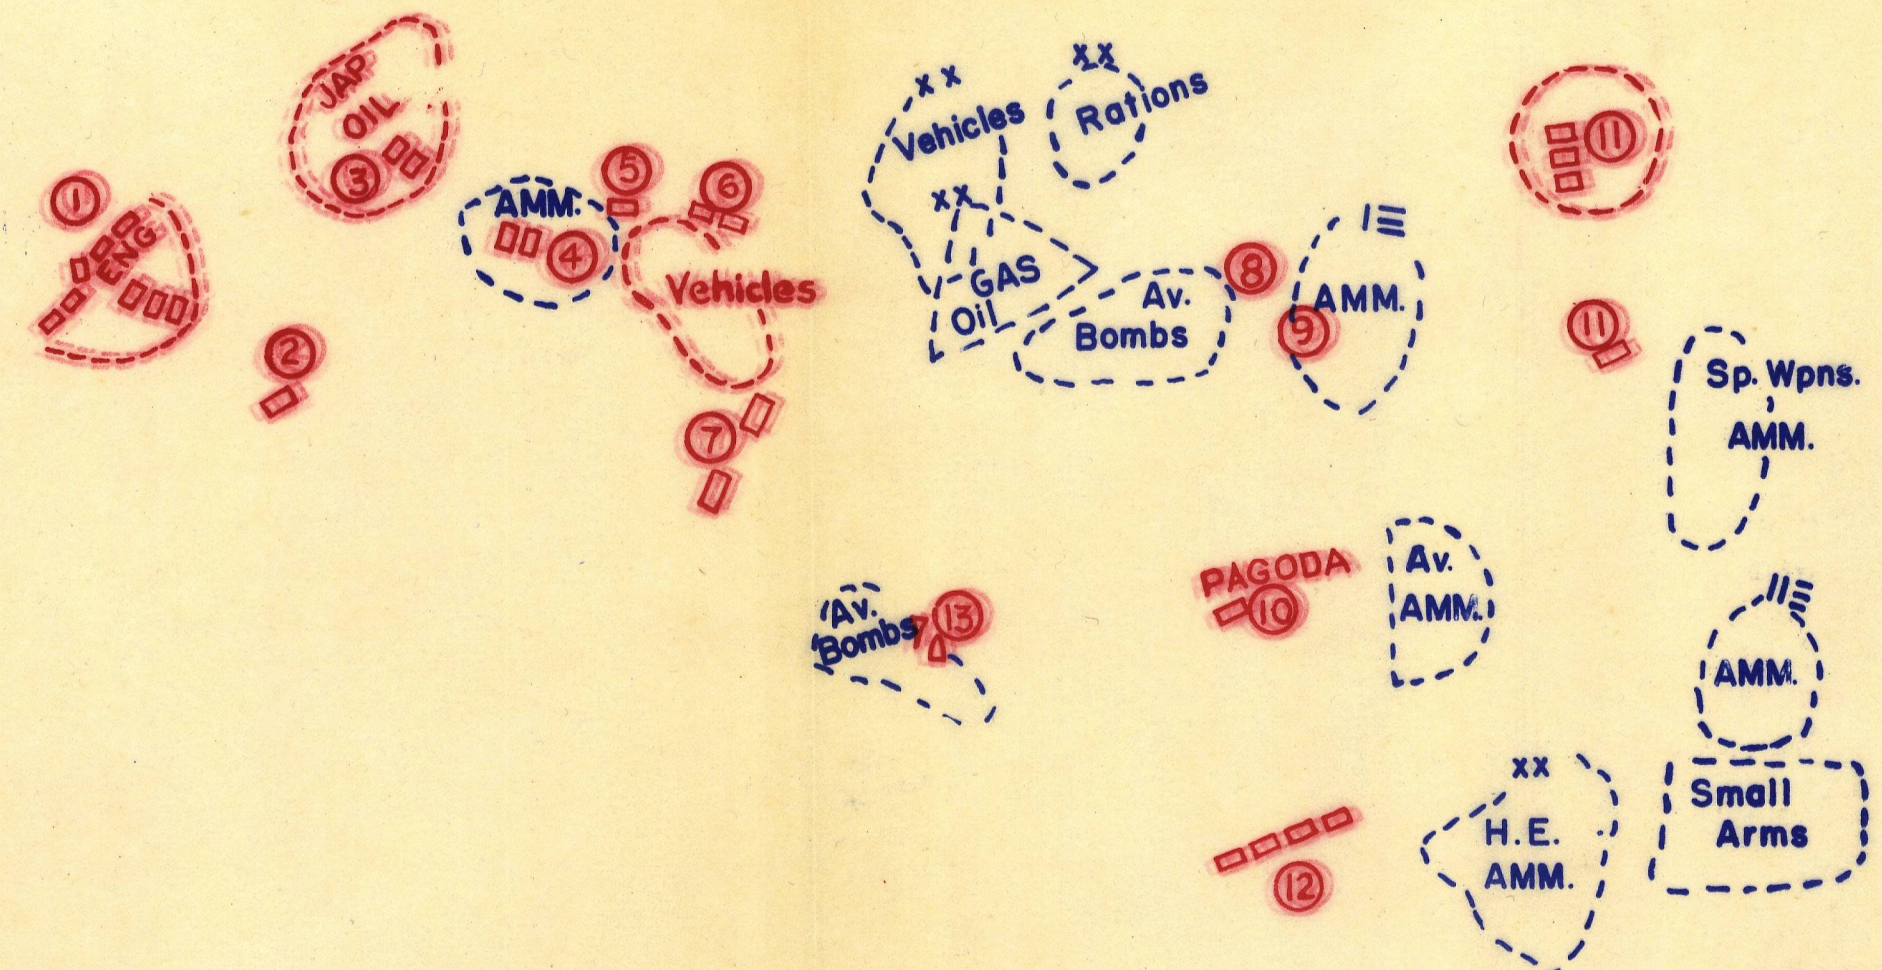 JAP
OIL
3
1
ENG
2
AMM.
4
5
6
Vehicles
7
xx
Vehicles
xx
Rations
xx
GAS
Oil
Av.
Bombs
8
AMM.
9
11
11
Sp. Wpns.
AMM.
Av.
Bombs
13
PAGODA
10
Av.
AMM.
AMM.
Small
Arms
xx
H.E.
AMM.
12